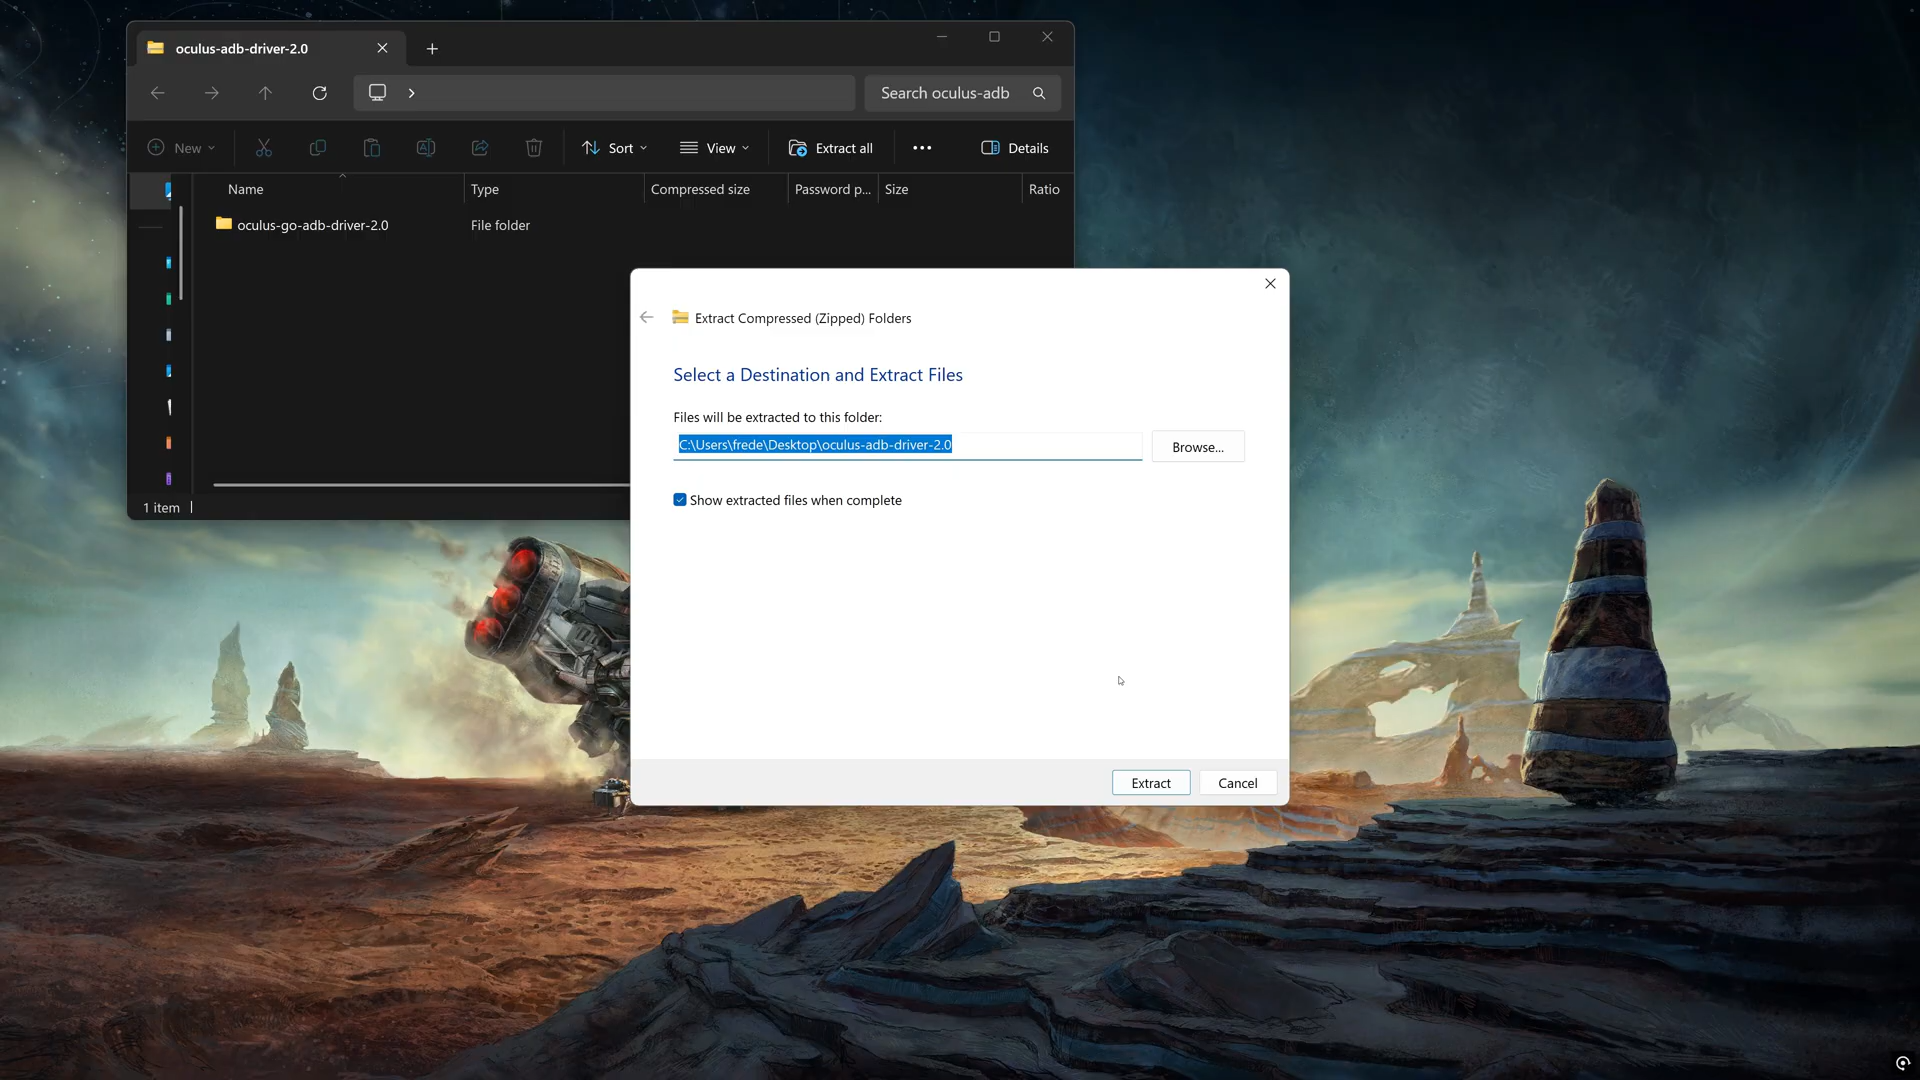 oculus-adb-driver-2.0
Search oculus-adb
New
Sort
View
Extract all
Details
Name
Type
Compressed size
Password p...
Size
Ratio
oculus-go-adb-driver-2.0
File folder
1 item
Extract Compressed (Zipped) Folders
Select a Destination and Extract Files
Files will be extracted to this folder:
C:\Users\frede\Desktop\oculus-adb-driver-2.0
Browse...
Show extracted files when complete
Extract
Cancel